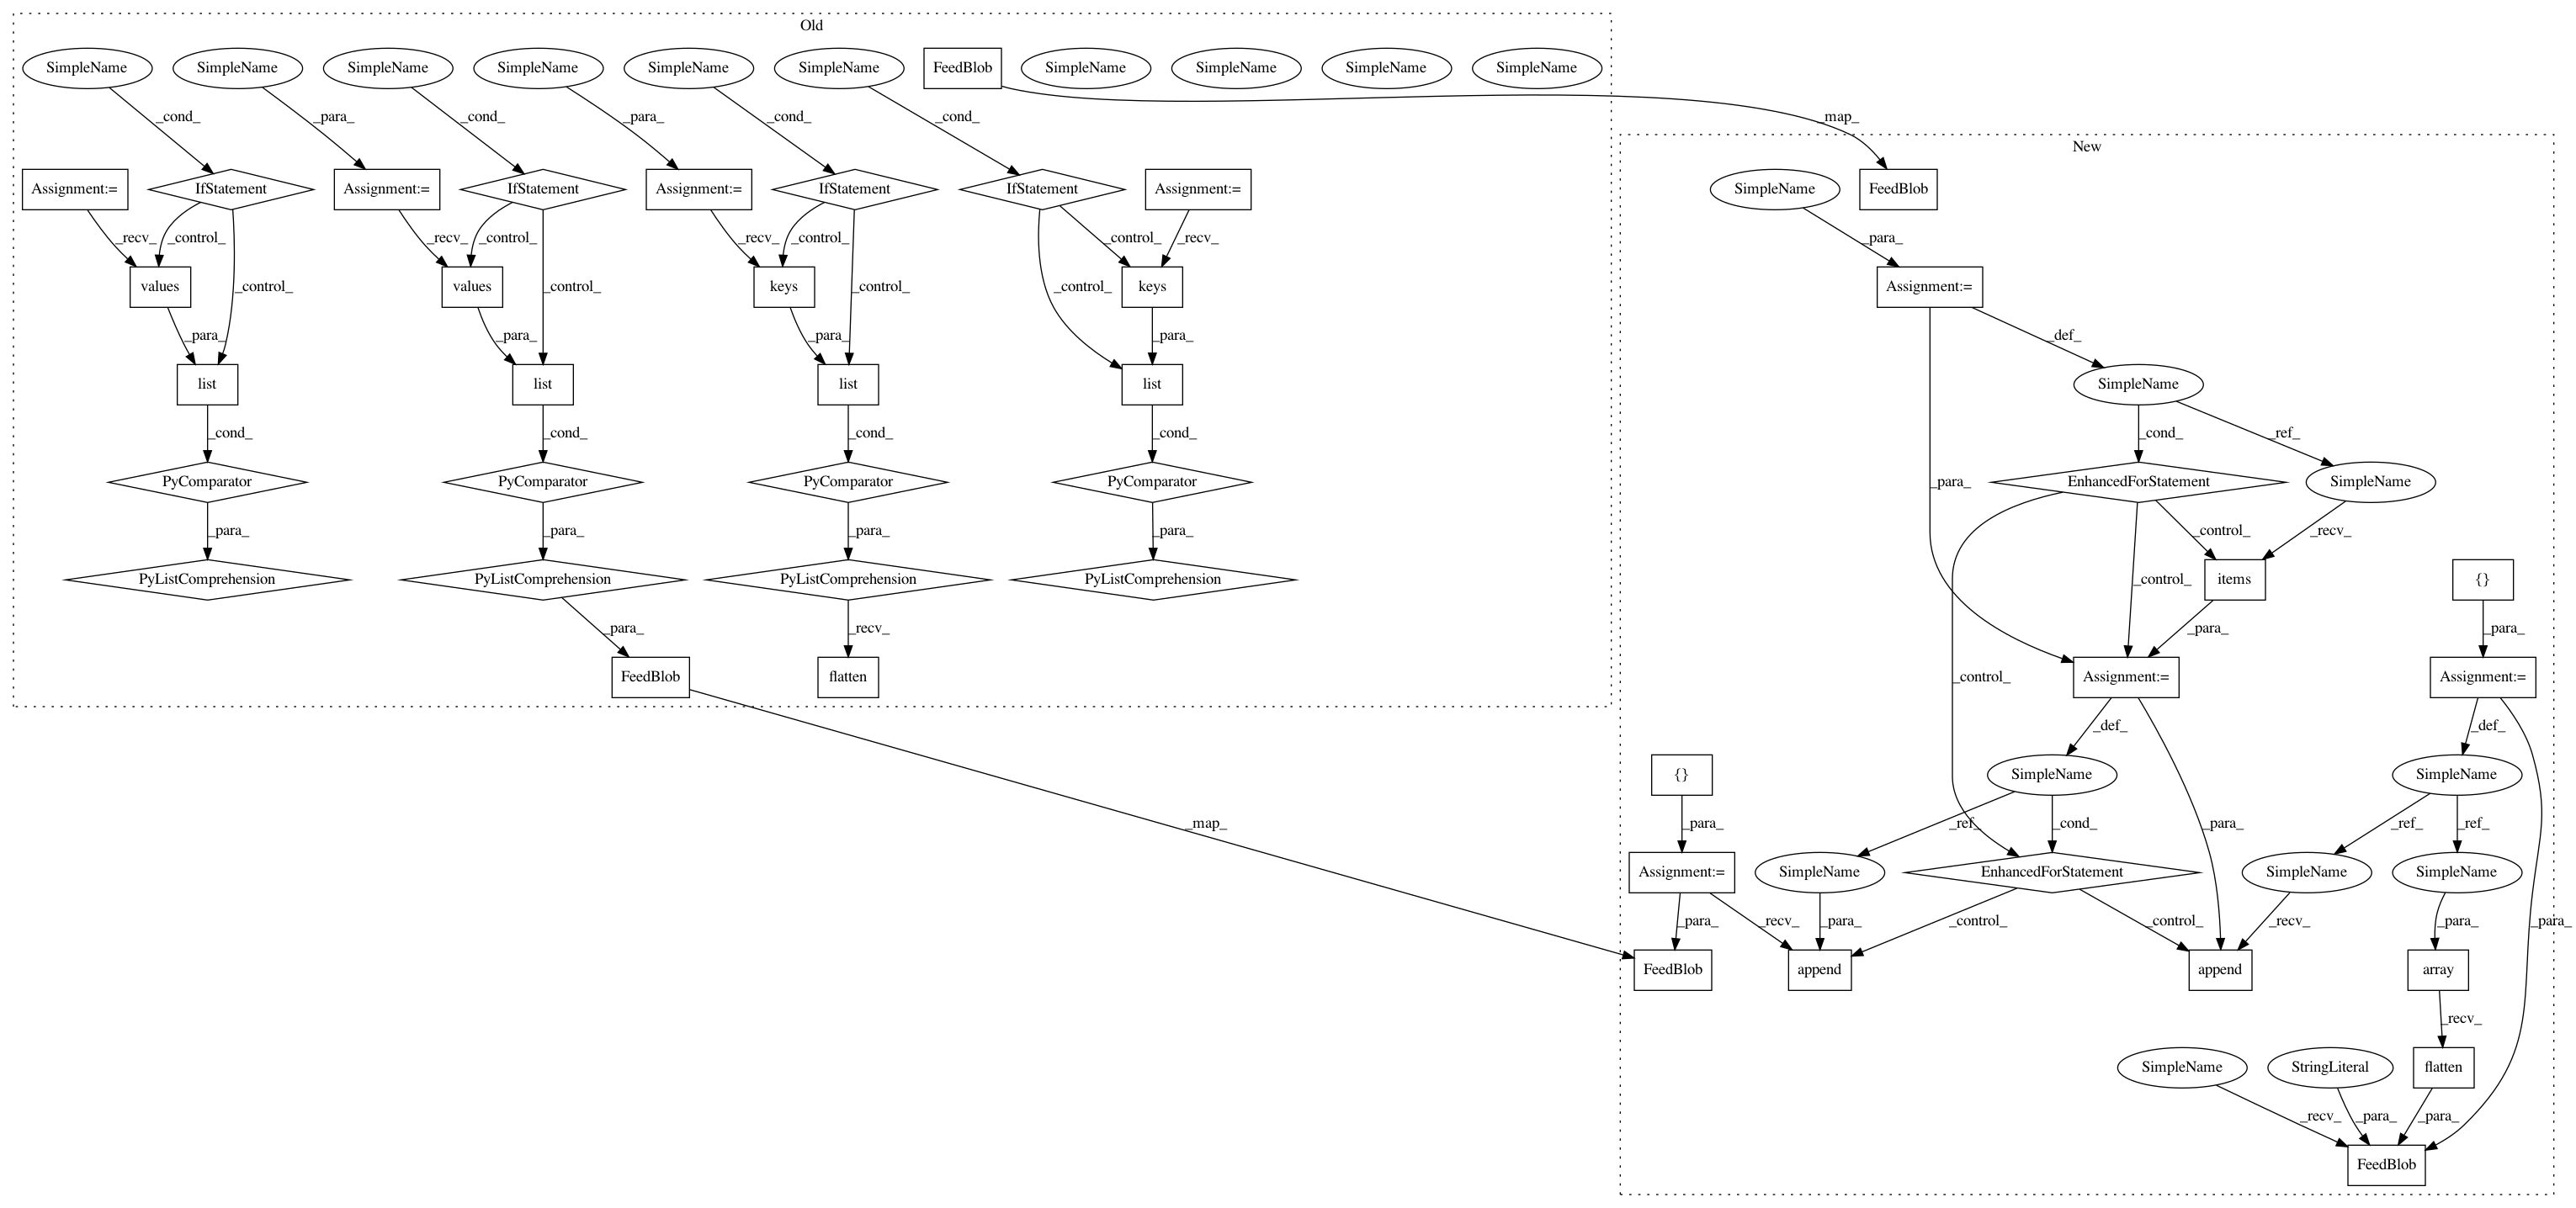 Old
SimpleName SimpleName SimpleName SimpleName SimpleName SimpleName FeedBlob SimpleName SimpleName SimpleName SimpleName
_cond_ _para_ _cond_ _para_ _cond_ _cond_ _map_
New
Assignment:= IfStatement Assignment:= IfStatement Assignment:= IfStatement IfStatement Assignment:= SimpleName FeedBlob
_recv_ _control_ _recv_ _control_ _recv_ _control_ _control_ _recv_ _para_
values _control_ values _control_ keys _control_ _control_ keys Assignment:=
_para_ _para_ _para_ _para_ _def_
list list list list SimpleName
_cond_ _cond_ _cond_ _cond_ _cond_ _ref_
PyComparator PyComparator PyComparator PyComparator _para_ EnhancedForStatement SimpleName
_para_ _para_ _para_ _para_ _control_ _recv_
PyListComprehension PyListComprehension PyListComprehension PyListComprehension _control_ items {}
_para_ _recv_ _para_ _para_
FeedBlob flatten _control_ Assignment:= Assignment:=
_def_ _def_
{} SimpleName SimpleName
_map_ _para_ _ref_ _cond_ _para_ _ref_ _ref_
Assignment:= SimpleName EnhancedForStatement SimpleName SimpleName
_para_ _recv_ _para_ _control_ _control_ _recv_ _para_ _para_
FeedBlob append append array
_recv_
SimpleName StringLiteral flatten
_recv_ _para_ _para_
FeedBlob